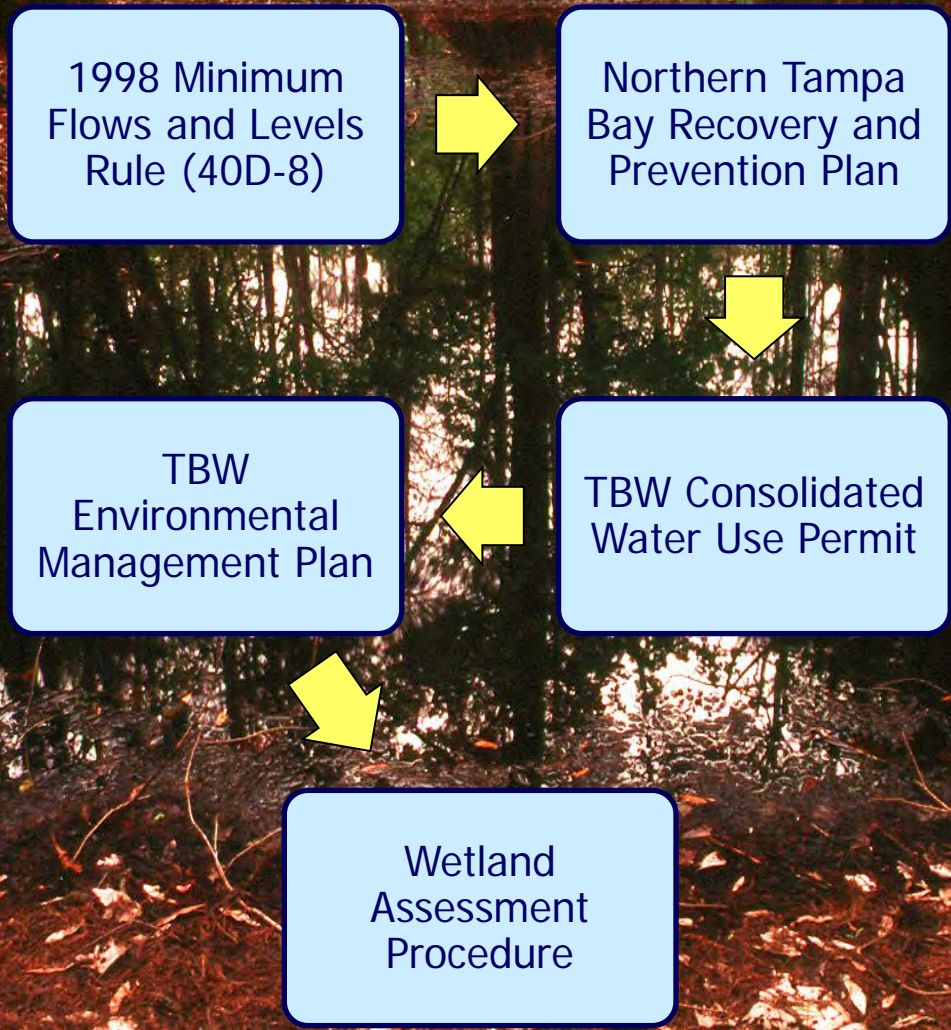 1998 Minimum
Flows and Levels
Rule (40D-8)
Northern Tampa
Bay Recovery and
Prevention Plan
TBW Consolidated
Water Use Permit
TBW
Environmental
Management Plan
Wetland
Assessment
Procedure